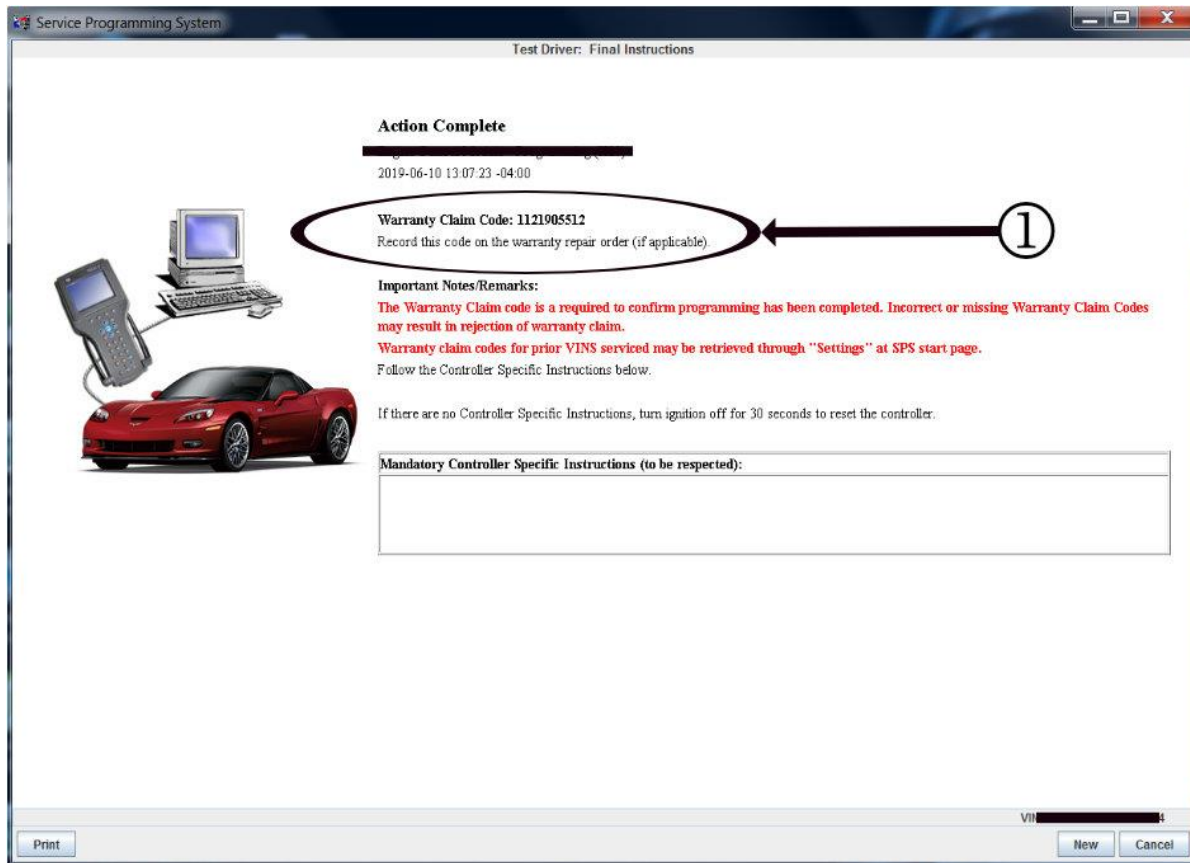 Service Programming System
Test Driver: Final Instructions
Action Complete
2019-06-10 13:07:23 -04:00
Warranty Claim Code: 1121905512
Record this code on the warranty repair order (if applicable).
1
Important Notes/Remarks:
The Warranty Claim code is a required to confirm programming has been completed. Incorrect or missing Warranty Claim Codes
may result in rejection of warranty claim.
Warranty claim codes for prior VINS serviced may be retrieved through "Settings" at SPS start page.
Follow the Controller Specific Instructions below.
If there are no Controller Specific Instructions, turn ignition off for 30 seconds to reset the controller.
Mandatory Controller Specific Instructions (to be respected):
VIN 4
Print
New
Cancel